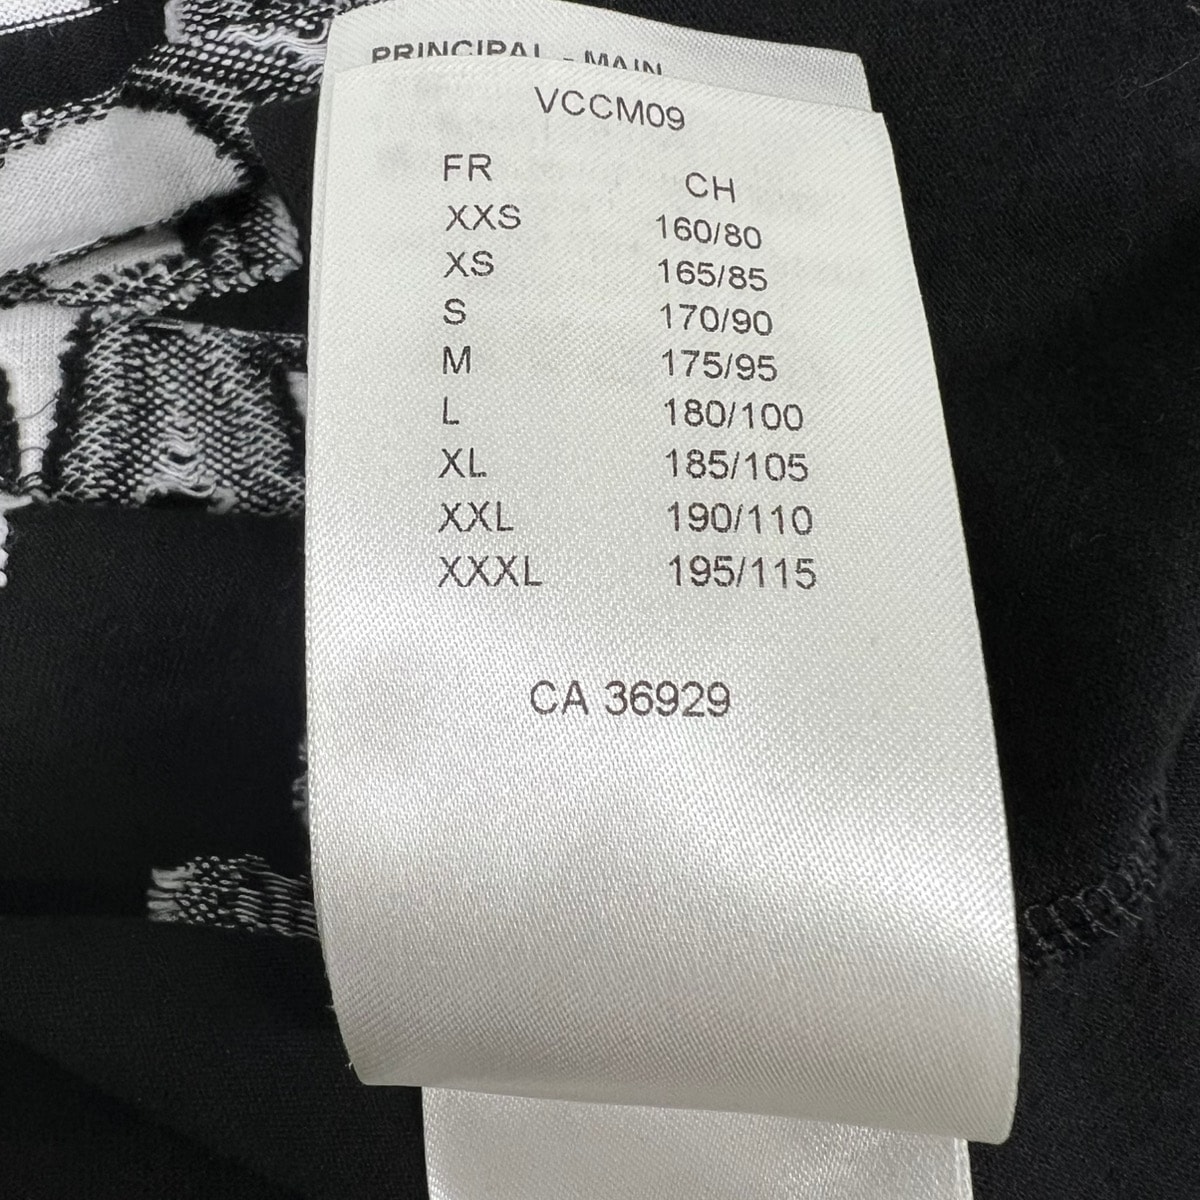 PRINCIPAL - MAIN
VCCM09
FR CH
XXS 160/80
XS 165/85
S 170/90
M 175/95
L 180/100
XL 185/105
XXL 190/110
XXXL 195/115
CA 36929